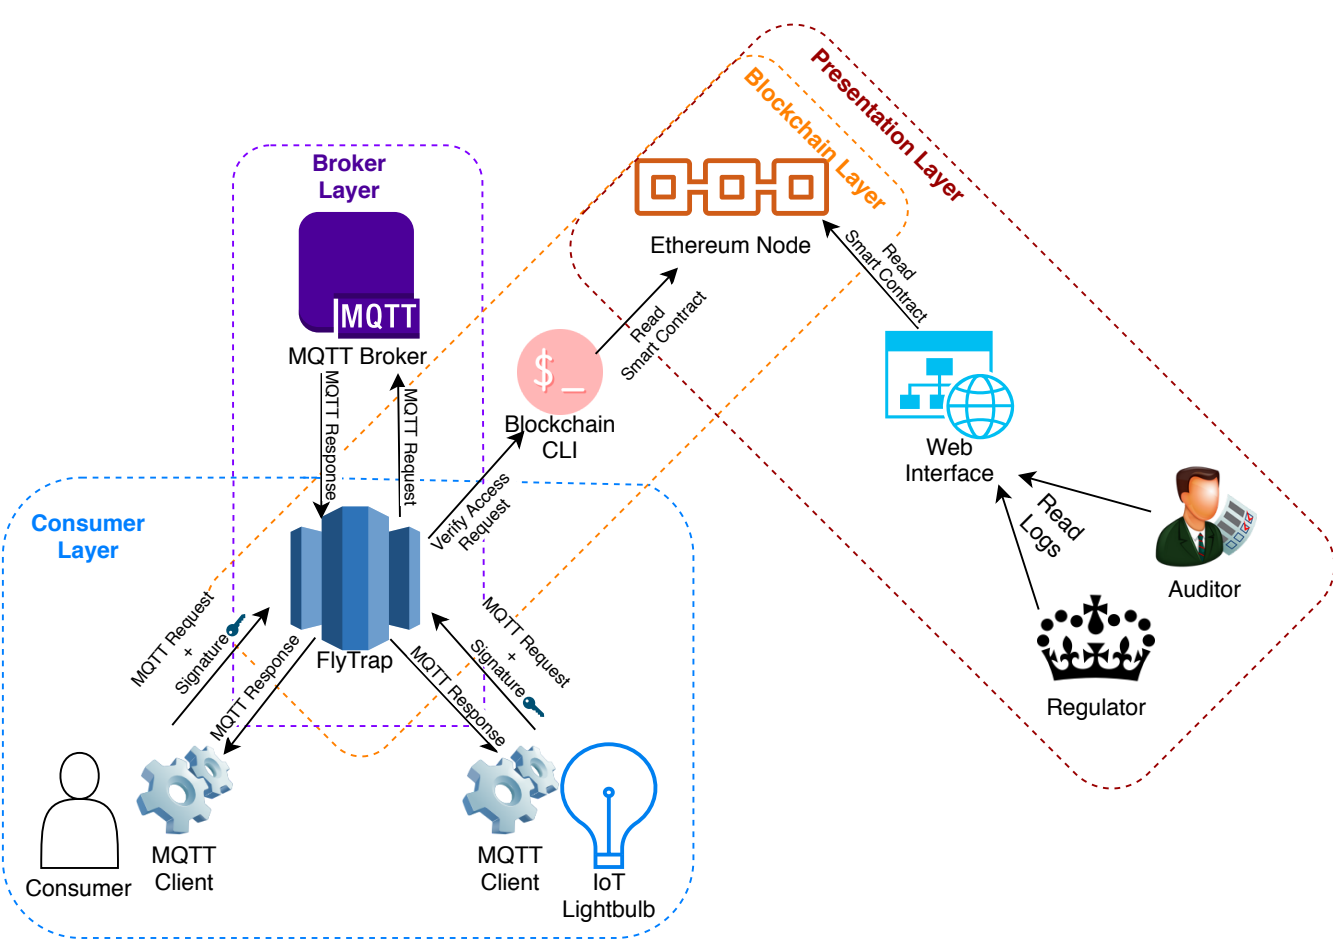 Presentation Layer
Blockchain Layer
Broker
Layer
MQTT
MQTT Broker
Ethereum Node
Read
Smart Contract
Read
Smart Contract
$_
Blockchain
CLI
Web
Interface
MQTT Response
MQTT Request
Verify Access
Request
Consumer
Layer
Read
Logs
Auditor
Regulator
MQTT Request
+
Signature
MQTT Response
FlyTrap
MQTT Response
MQTT Request
+
Signature
Consumer
MQTT
Client
MQTT
Client
IoT
Lightbulb